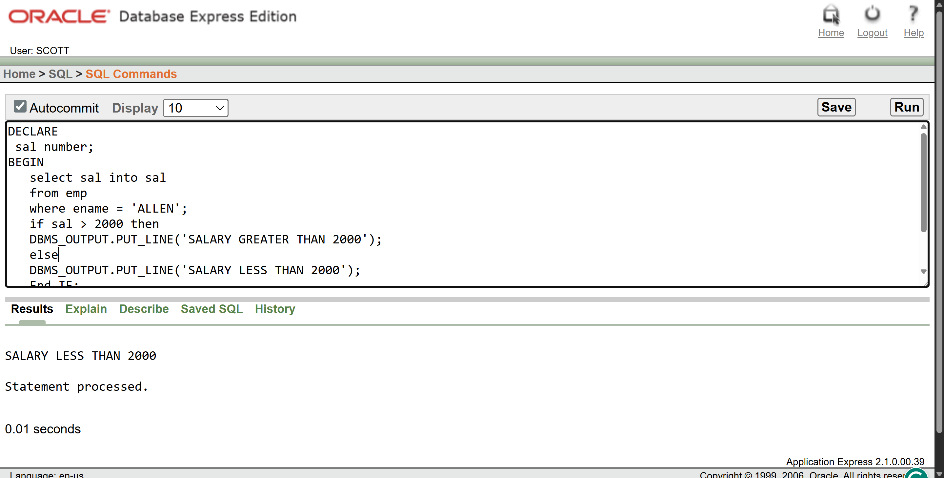 ORACLE® Database Express Edition
Home Logout Help
User: SCOTT
Home > SQL > SQL Commands
Autocommit Display 10 Save Run
DECLARE
sal number;
BEGIN
select sal into sal
from emp
where ename = 'ALLEN';
if sal > 2000 then
DBMS_OUTPUT.PUT_LINE('SALARY GREATER THAN 2000');
else
DBMS_OUTPUT.PUT_LINE('SALARY LESS THAN 2000');
End IF;
Results Explain Describe Saved SQL History
SALARY LESS THAN 2000
Statement processed.
0.01 seconds
Application Express 2.1.0.00.39
Language: en-us Copyright © 1999, 2006, Oracle. All rights